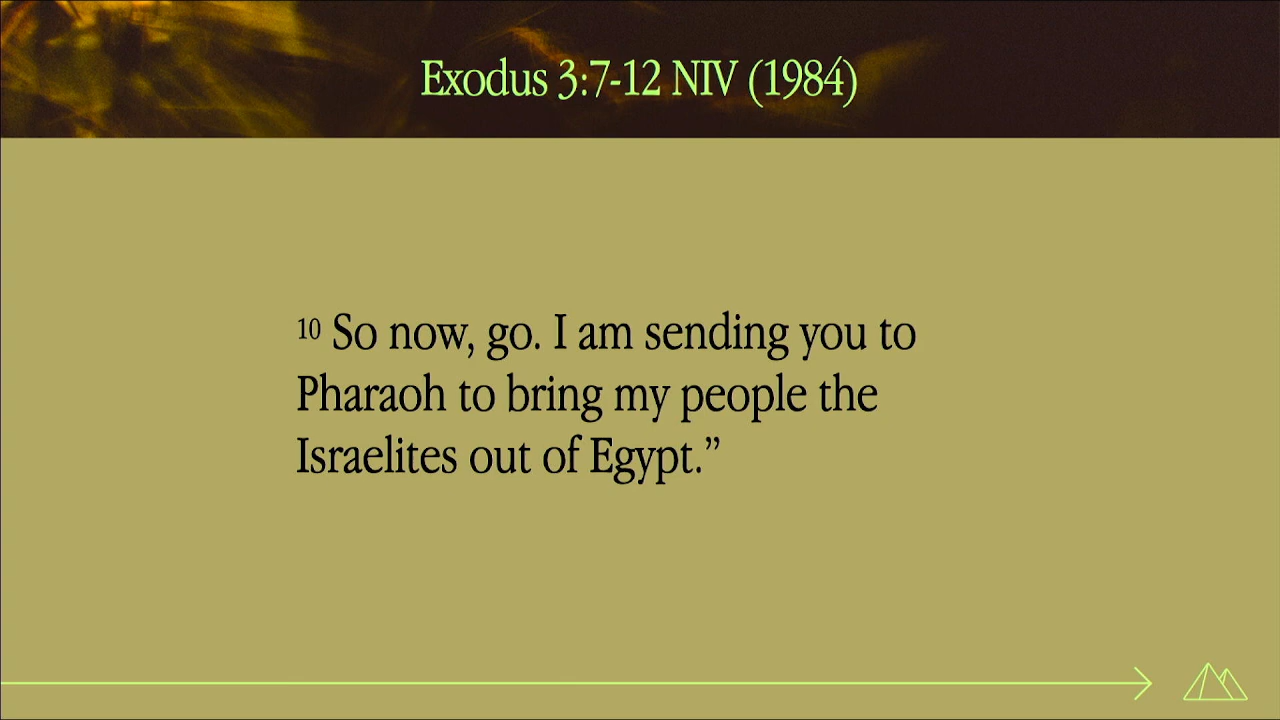 Exodus 3:7-12 NIV (1984)
10 So now, go. I am sending you to
Pharaoh to bring my people the
Israelites out of Egypt.”